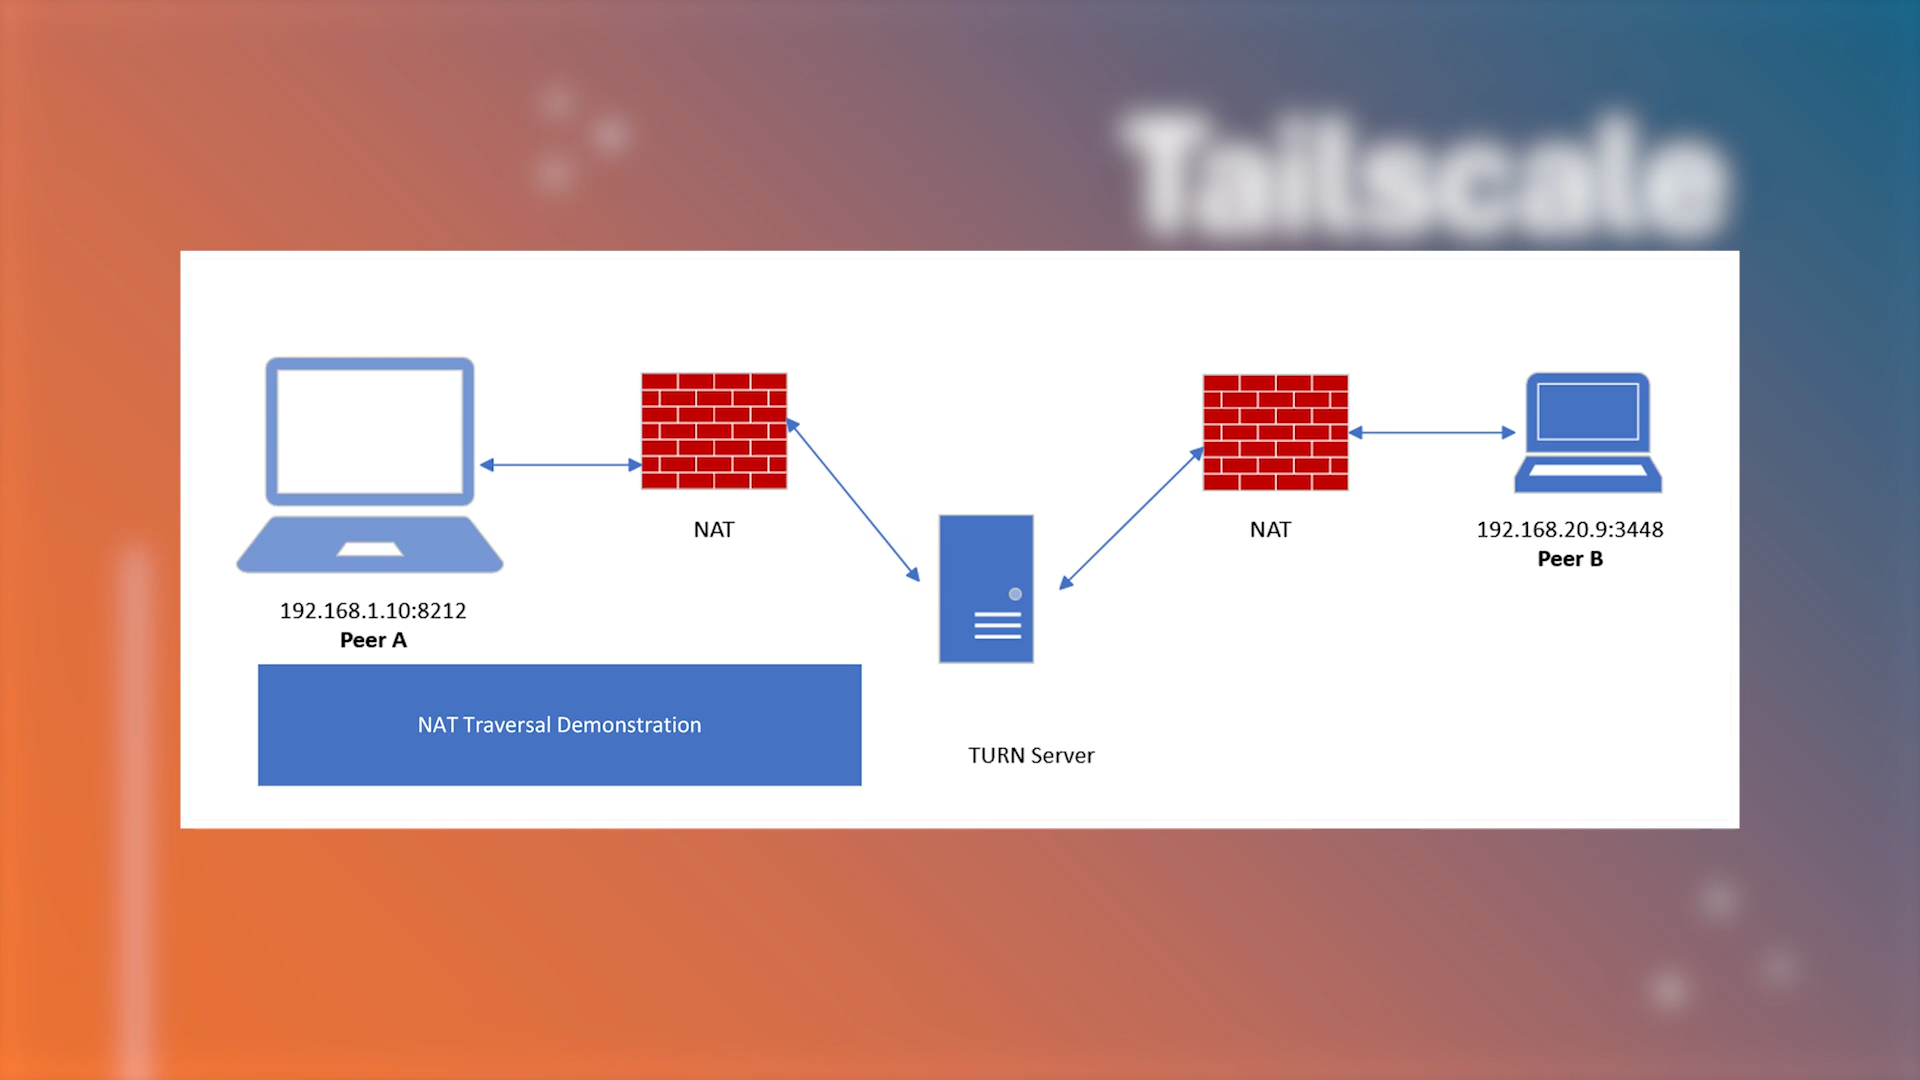 Tailscale
NAT
NAT
192.168.20.9:3448
Peer B
192.168.1.10:8212
Peer A
NAT Traversal Demonstration
TURN Server